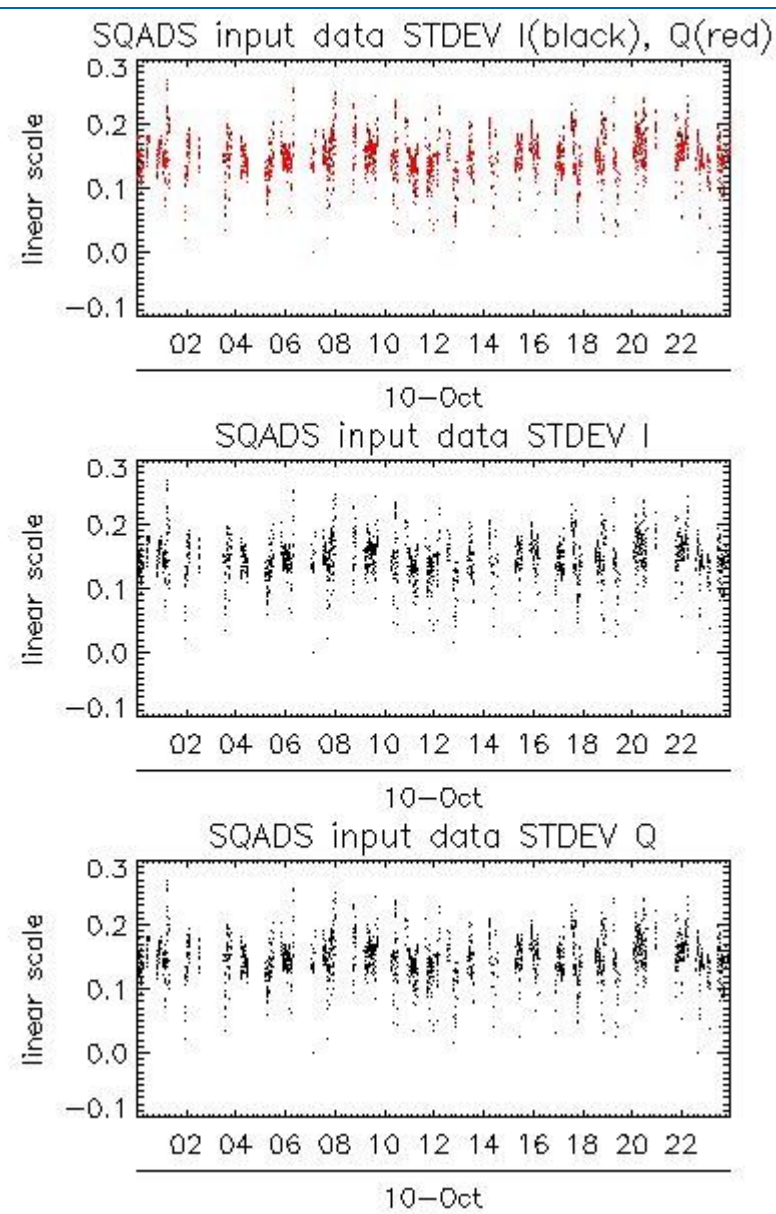 SQADS input data STDEV I(black), Q(red)
0.3
0.2
0.1
0.0
−0.1
linear scale
02 04 06 08 10 12 14 16 18 20 22
10−Oct
SQADS input data STDEV I
0.3
0.2
0.1
0.0
−0.1
linear scale
02 04 06 08 10 12 14 16 18 20 22
10−Oct
SQADS input data STDEV Q
0.3
0.2
0.1
0.0
−0.1
linear scale
02 04 06 08 10 12 14 16 18 20 22
10−Oct